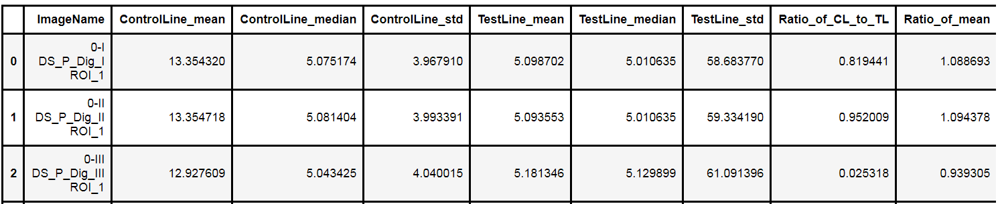 ImageName ControlLine_mean ControlLine_median ControlLine_std TestLine_mean TestLine_median TestLine_std Ratio_of_CL_to_TL Ratio_of_mean
0-I
0 DS_P_Dig_I 13.354320 5.075174 3.967910 5.098702 5.010635 58.683770 0.819441 1.088693
ROI_1
0-II
1 DS_P_Dig_II 13.354718 5.081404 3.993391 5.093553 5.010635 59.334190 0.952009 1.094378
ROI_1
0-III
2 DS_P_Dig_III 12.927609 5.043425 4.040015 5.181346 5.129899 61.091396 0.025318 0.939305
ROI_1